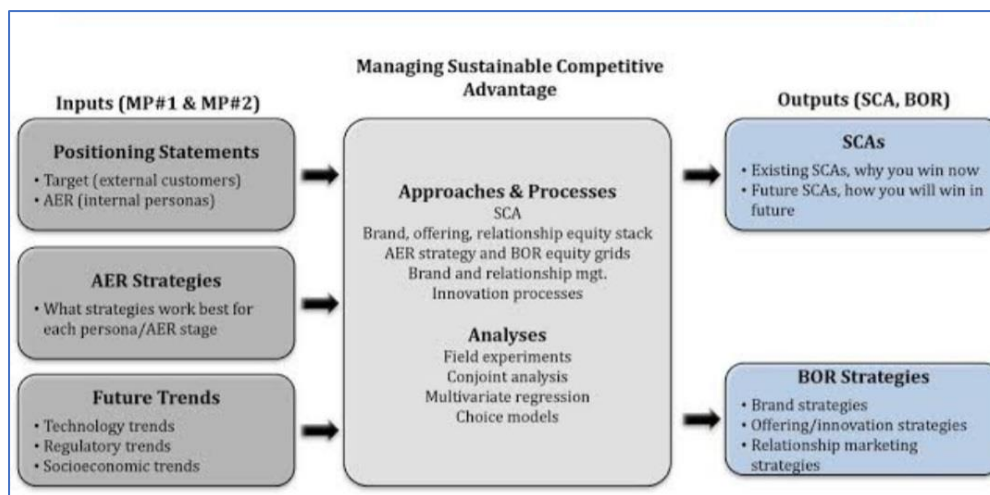 Managing Sustainable Competitive
Advantage
Inputs (MP#1 & MP#2)
Positioning Statements
• Target (external customers)
• AER (internal personas)
AER Strategies
• What strategies work best for
each persona/AER stage
Future Trends
• Technology trends
• Regulatory trends
• Socioeconomic trends
Approaches & Processes
SCA
Brand, offering, relationship equity stack
AER strategy and BOR equity grids
Brand and relationship mgt.
Innovation processes
Analyses
Field experiments
Conjoint analysis
Multivariate regression
Choice models
Outputs (SCA, BOR)
SCAs
• Existing SCAs, why you win now
• Future SCAs, how you will win in
future
BOR Strategies
• Brand strategies
• Offering/innovation strategies
• Relationship marketing
strategies